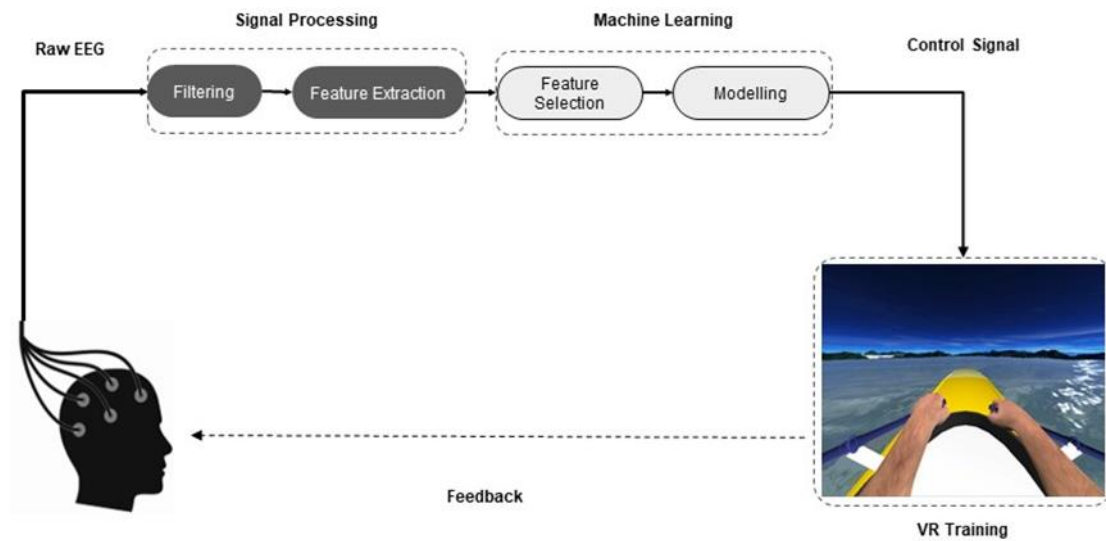 Signal Processing
Machine Learning
Raw EEG
Control Signal
Filtering
Feature Extraction
Feature
Selection
Modelling
Feedback
VR Training